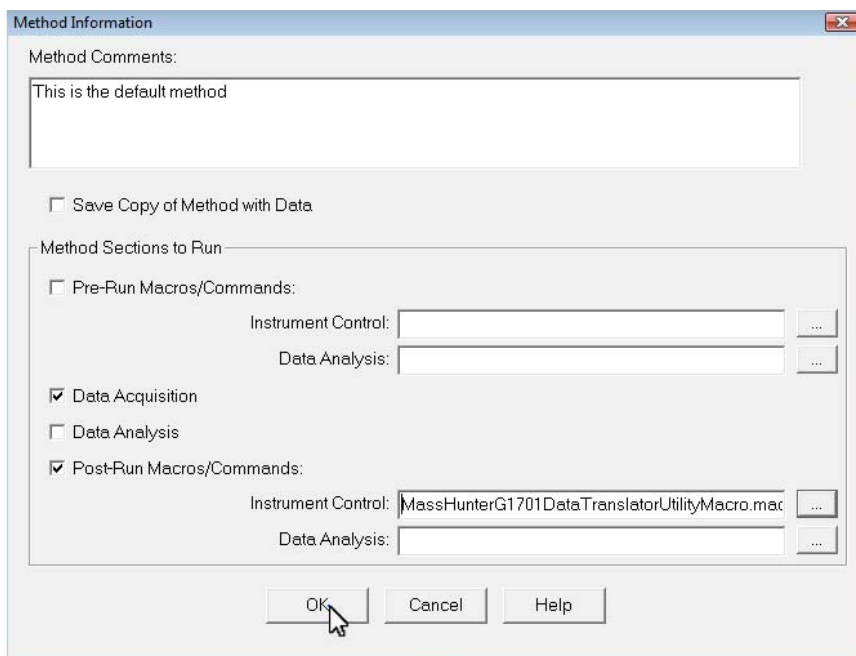 Method Information
Method Comments:
This is the default method
Save Copy of Method with Data
Method Sections to Run
Pre-Run Macros/Commands:
Instrument Control:
...
Data Analysis:
...
Data Acquisition
Data Analysis
Post-Run Macros/Commands:
Instrument Control: MassHunterG1701DataTranslatorUtilityMacro.mac ...
Data Analysis:
...
OK Cancel Help